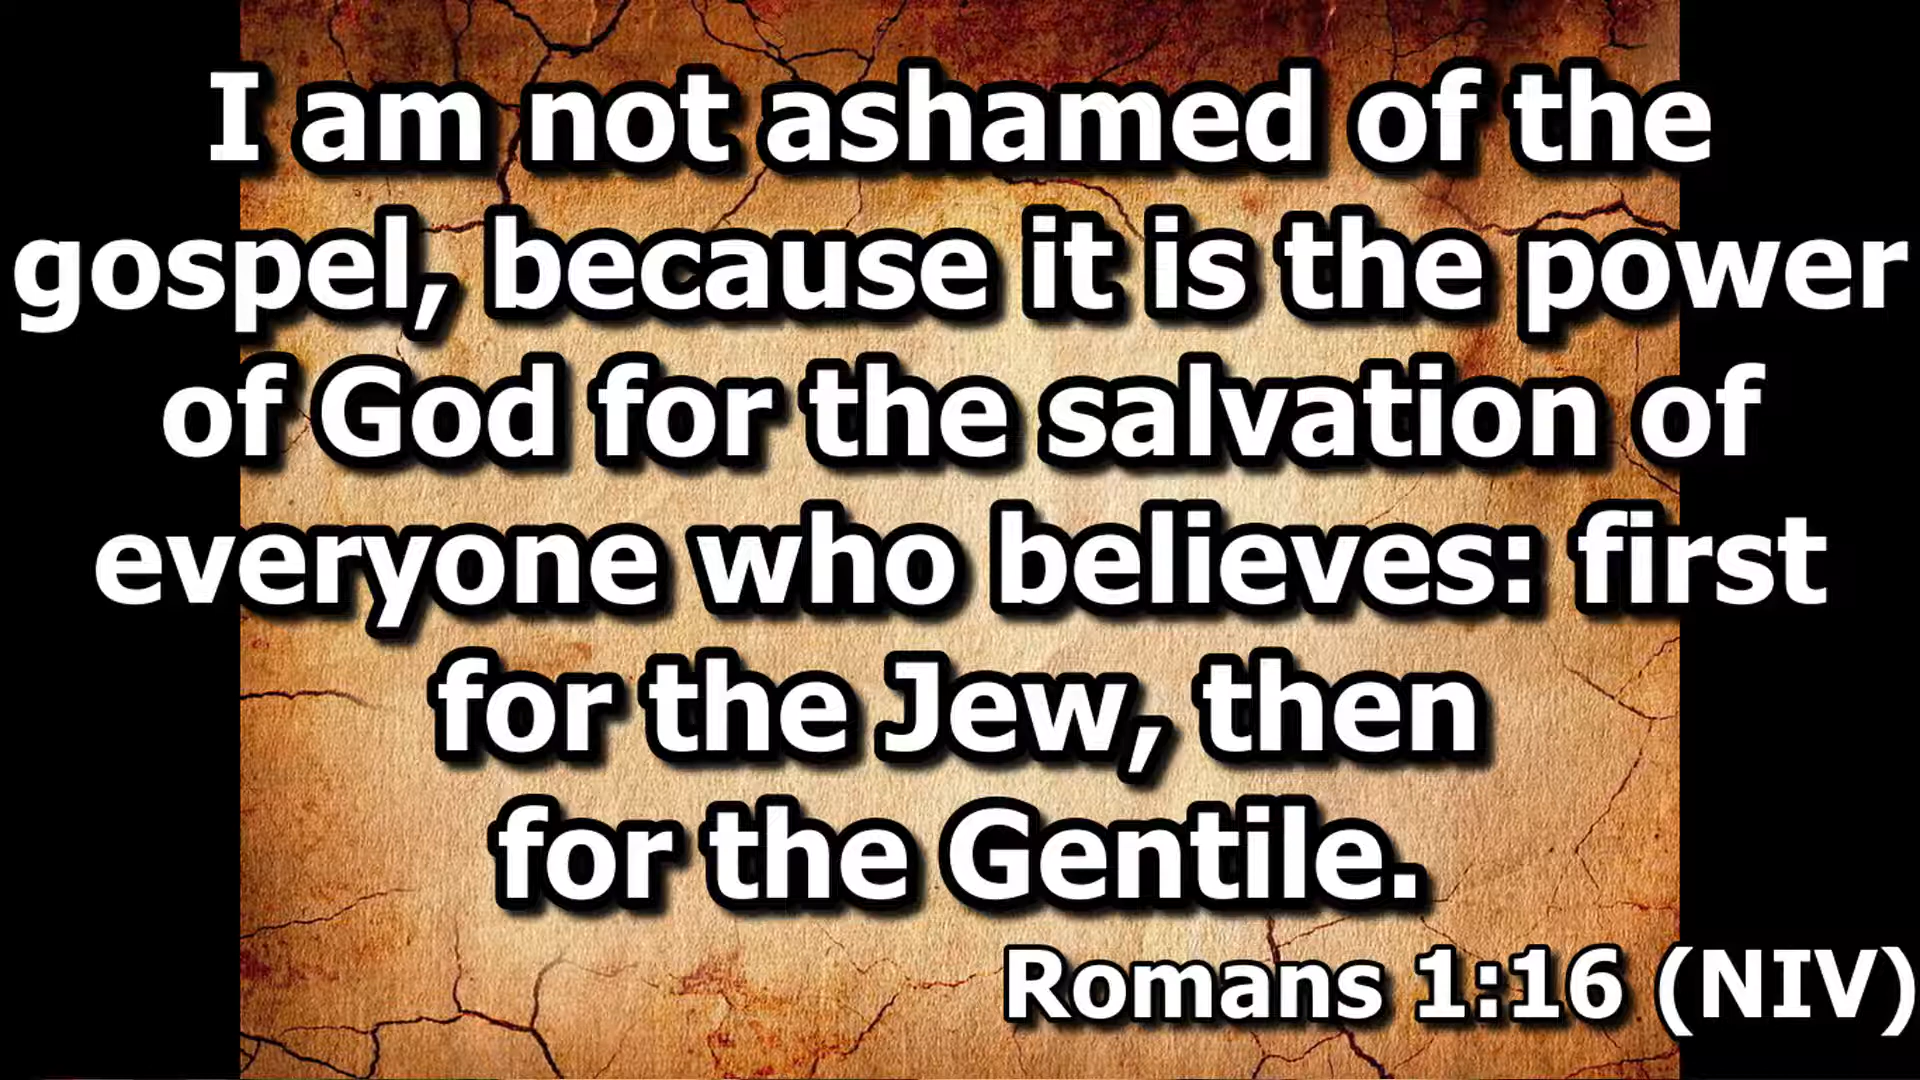 I am not ashamed of the
gospel, because it is the power
of God for the salvation of
everyone who believes: first
for the Jew, then
for the Gentile.
Romans 1:16 (NIV)